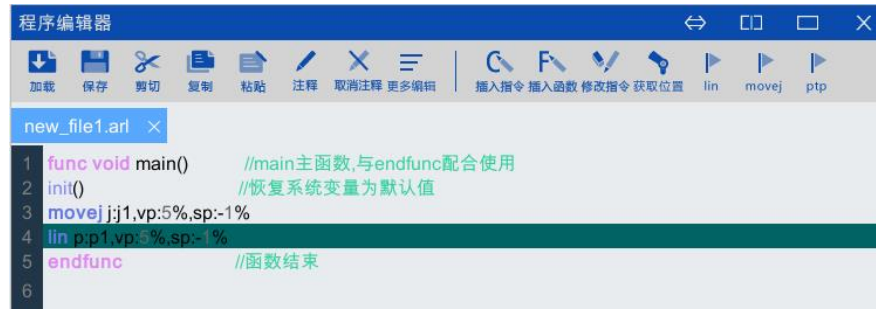 程序编辑器
加载 保存 剪切 复制 粘贴 注释 取消注释 更多编辑 插入指令 插入函数 修改指令 获取位置 lin movej ptp
new_file1.arl
1 func void main() //main主函数,与endfunc配合使用
2 init() //恢复系统变量为默认值
3 movej j:j1,vp:5%,sp:-1%
4 lin p:p1,vp:5%,sp:-1%
5 endfunc //函数结束
6